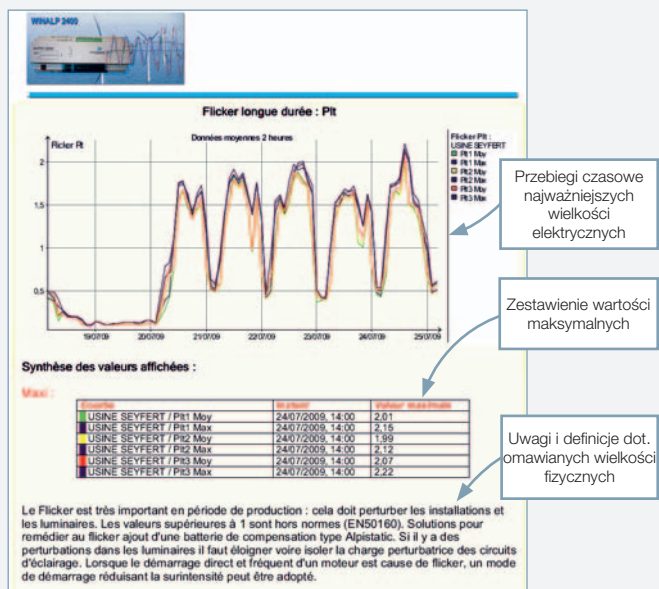 WINALP 2400
Flicker longue durée : Plt
Flicler Plt
Données moyennes 2 heures
Flicker Plt :
USINE SEYFERT
Plt1 Moy
Plt1 Max
Plt2 Moy
Plt2 Max
Plt3 Moy
Plt3 Max
2
1,5
1
0,5
19/07/09 20/07/09 21/07/09 22/07/09 23/07/09 24/07/09 25/07/09
Przebiegi czasowe
najważniejszych
wielkości
elektrycznych
Zestawienie wartości
maksymalnych
Synthèse des valeurs affichées :
Maxi :
Courbe Instant Valeur maximale
USINE SEYFERT / Plt1 Moy 24/07/2009, 14:00 2,01
USINE SEYFERT / Plt1 Max 24/07/2009, 14:00 2,15
USINE SEYFERT / Plt2 Moy 24/07/2009, 14:00 1,99
USINE SEYFERT / Plt2 Max 24/07/2009, 14:00 2,12
USINE SEYFERT / Plt3 Moy 24/07/2009, 14:00 2,07
USINE SEYFERT / Plt3 Max 24/07/2009, 14:00 2,22
Uwagi i definicje dot.
omawianych wielkości
fizycznych
Le Flicker est très important en période de production : cela doit perturber les installations et
les luminaires. Les valeurs supérieures à 1 sont hors normes (EN50160). Solutions pour
remédier au flicker ajout d'une batterie de compensation type Alpistatic. Si il y a des
perturbations dans les luminaires il faut éloigner voire isoler la charge perturbatrice des circuits
d'éclairage. Lorsque le démarrage direct et fréquent d'un moteur est cause de flicker, un mode
de démarrage réduisant la surintensité peut être adopté.